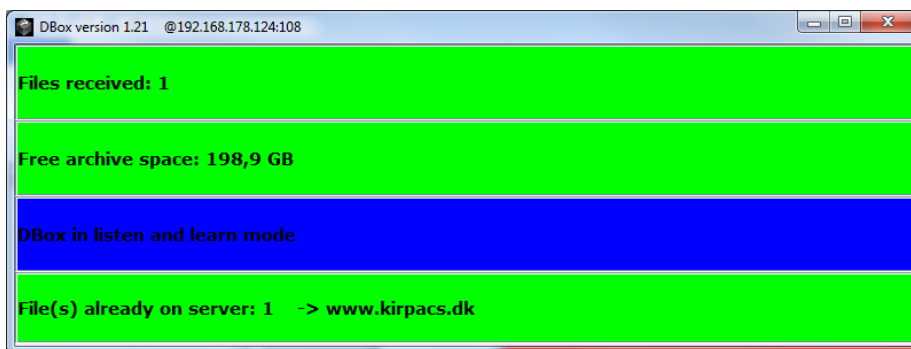 DBox version 1.21 @192.168.178.124:108
Files received: 1
Free archive space: 198,9 GB
DBox in listen and learn mode
File(s) already on server: 1 -> www.kirpacs.dk